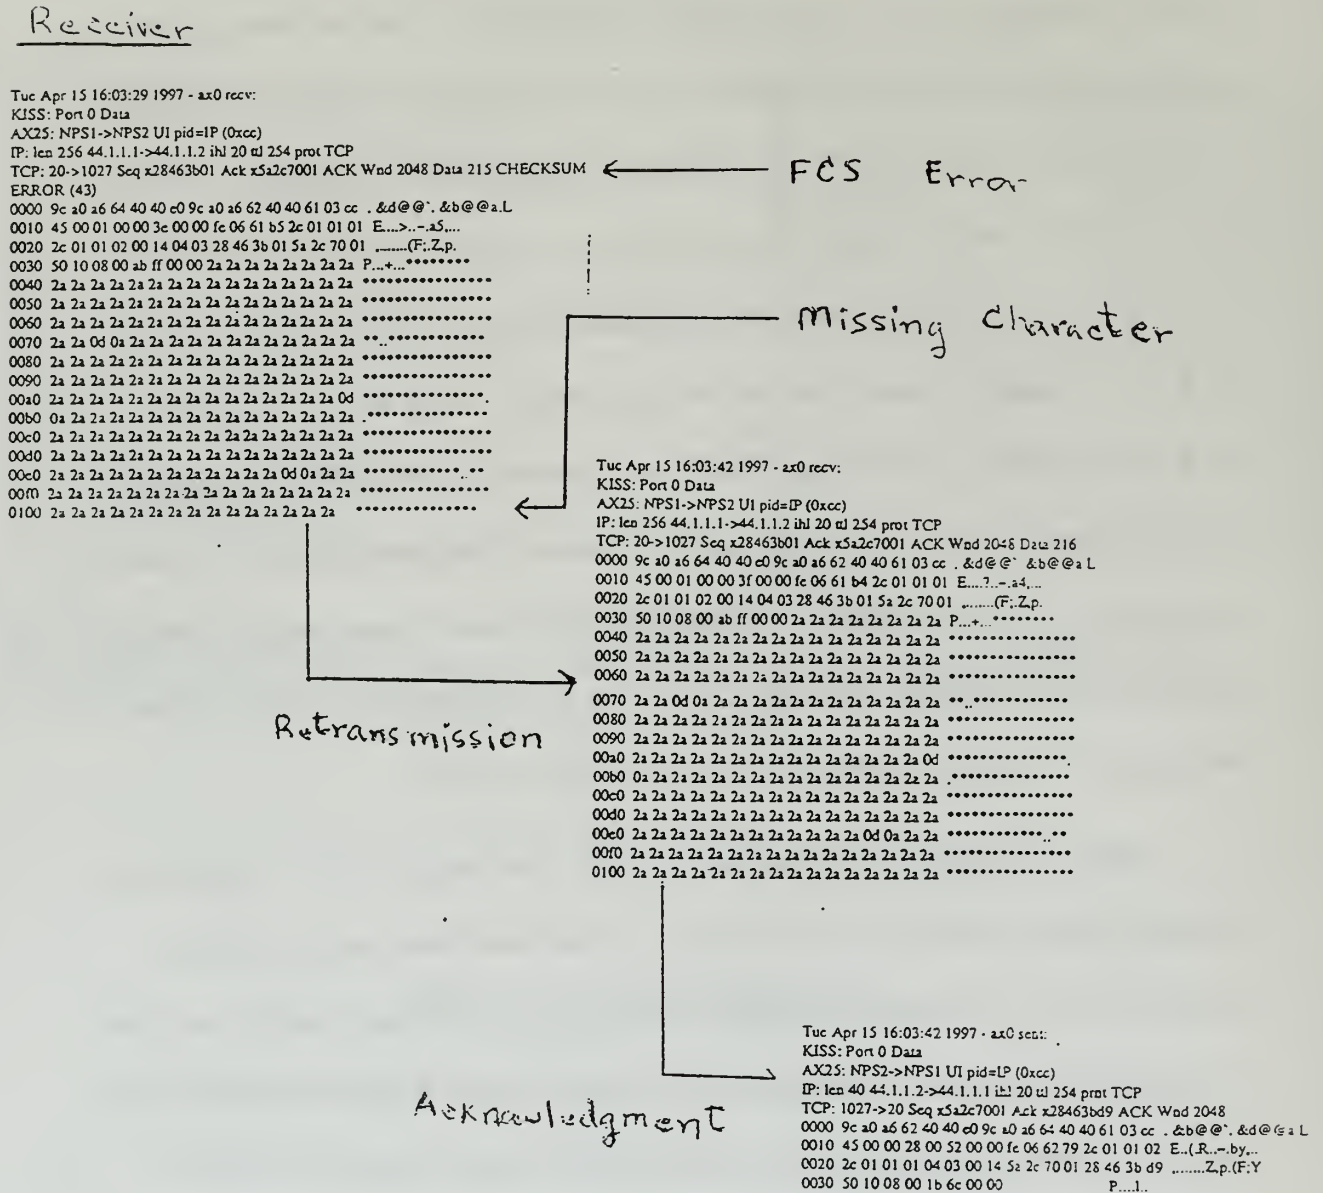 Receiver
Tue Apr 15 16:03:29 1997 - ax0 recv:
KISS: Port 0 Data
AX25: NPS1->NPS2 UI pid=IP (0xcc)
IP: len 256 44.1.1.1->44.1.1.2 ihl 20 ttl 254 prot TCP
TCP: 20->1027 Seq x28463b01 Ack x5a2c7001 ACK Wnd 2048 Data 215 CHECKSUM
ERROR (43)
FCS Error
0000 9c a0 a6 64 40 40 e0 9c a0 a6 62 40 40 61 03 cc . &d@@`. &b@@a.L
0010 45 00 01 00 00 3e 00 00 fe 06 61 b5 2c 01 01 01 E....>..~.a5,...
0020 2c 01 01 02 00 14 04 03 28 46 3b 01 5a 2c 70 01 ,.......(F;.Z,p.
0030 50 10 08 00 ab ff 00 00 2a 2a 2a 2a 2a 2a 2a 2a P...+...********
0040 2a 2a 2a 2a 2a 2a 2a 2a 2a 2a 2a 2a 2a 2a 2a 2a ****************
0050 2a 2a 2a 2a 2a 2a 2a 2a 2a 2a 2a 2a 2a 2a 2a 2a ****************
0060 2a 2a 2a 2a 2a 2a 2a 2a 2a 2a 2a 2a 2a 2a 2a 2a ****************
0070 2a 2a 0d 0a 2a 2a 2a 2a 2a 2a 2a 2a 2a 2a 2a 2a **..************
0080 2a 2a 2a 2a 2a 2a 2a 2a 2a 2a 2a 2a 2a 2a 2a 2a ****************
0090 2a 2a 2a 2a 2a 2a 2a 2a 2a 2a 2a 2a 2a 2a 2a 2a ****************
00a0 2a 2a 2a 2a 2a 2a 2a 2a 2a 2a 2a 2a 2a 2a 2a 0d ***************.
00b0 0a 2a 2a 2a 2a 2a 2a 2a 2a 2a 2a 2a 2a 2a 2a 2a .***************
00c0 2a 2a 2a 2a 2a 2a 2a 2a 2a 2a 2a 2a 2a 2a 2a 2a ****************
00d0 2a 2a 2a 2a 2a 2a 2a 2a 2a 2a 2a 2a 2a 2a 2a 2a ****************
00e0 2a 2a 2a 2a 2a 2a 2a 2a 2a 2a 2a 2a 0d 0a 2a 2a ************..**
00f0 2a 2a 2a 2a 2a 2a 2a 2a 2a 2a 2a 2a 2a 2a 2a 2a ****************
0100 2a 2a 2a 2a 2a 2a 2a 2a 2a 2a 2a 2a 2a 2a 2a ***************
Missing Character
Tue Apr 15 16:03:42 1997 - ax0 recv:
KISS: Port 0 Data
AX25: NPS1->NPS2 UI pid=IP (0xcc)
IP: len 256 44.1.1.1->44.1.1.2 ihl 20 ttl 254 prot TCP
TCP: 20->1027 Seq x28463b01 Ack x5a2c7001 ACK Wnd 2048 Data 216
0000 9c a0 a6 64 40 40 e0 9c a0 a6 62 40 40 61 03 cc . &d@@` &b@@a L
0010 45 00 01 00 00 3f 00 00 fe 06 61 b4 2c 01 01 01 E....?..~.a4,...
0020 2c 01 01 02 00 14 04 03 28 46 3b 01 5a 2c 70 01 ,.......(F;.Z,p.
0030 50 10 08 00 ab ff 00 00 2a 2a 2a 2a 2a 2a 2a 2a P...+...********
0040 2a 2a 2a 2a 2a 2a 2a 2a 2a 2a 2a 2a 2a 2a 2a 2a ****************
0050 2a 2a 2a 2a 2a 2a 2a 2a 2a 2a 2a 2a 2a 2a 2a 2a ****************
0060 2a 2a 2a 2a 2a 2a 2a 2a 2a 2a 2a 2a 2a 2a 2a 2a ****************
0070 2a 2a 0d 0a 2a 2a 2a 2a 2a 2a 2a 2a 2a 2a 2a 2a **..************
0080 2a 2a 2a 2a 2a 2a 2a 2a 2a 2a 2a 2a 2a 2a 2a 2a ****************
0090 2a 2a 2a 2a 2a 2a 2a 2a 2a 2a 2a 2a 2a 2a 2a 2a ****************
00a0 2a 2a 2a 2a 2a 2a 2a 2a 2a 2a 2a 2a 2a 2a 2a 0d ***************.
00b0 0a 2a 2a 2a 2a 2a 2a 2a 2a 2a 2a 2a 2a 2a 2a 2a .***************
00c0 2a 2a 2a 2a 2a 2a 2a 2a 2a 2a 2a 2a 2a 2a 2a 2a ****************
00d0 2a 2a 2a 2a 2a 2a 2a 2a 2a 2a 2a 2a 2a 2a 2a 2a ****************
00e0 2a 2a 2a 2a 2a 2a 2a 2a 2a 2a 2a 2a 0d 0a 2a 2a ************..**
00f0 2a 2a 2a 2a 2a 2a 2a 2a 2a 2a 2a 2a 2a 2a 2a 2a ****************
0100 2a 2a 2a 2a 2a 2a 2a 2a 2a 2a 2a 2a 2a 2a 2a 2a ****************
Retransmission
Tue Apr 15 16:03:42 1997 - ax0 sent:
KISS: Port 0 Data
AX25: NPS2->NPS1 UI pid=IP (0xcc)
IP: len 40 44.1.1.2->44.1.1.1 ihl 20 ttl 254 prot TCP
TCP: 1027->20 Seq x5a2c7001 Ack x28463bd9 ACK Wnd 2048
0000 9c a0 a6 62 40 40 e0 9c a0 a6 64 40 40 61 03 cc . &b@@`. &d@@a L
0010 45 00 00 28 00 52 00 00 fe 06 62 79 2c 01 01 02 E..(.R..~.by,..
0020 2c 01 01 01 04 03 00 14 5a 2c 70 01 28 46 3b d9 ,.......Z,p.(F;Y
0030 50 10 08 00 1b 6c 00 00 P....l..
Acknowledgment